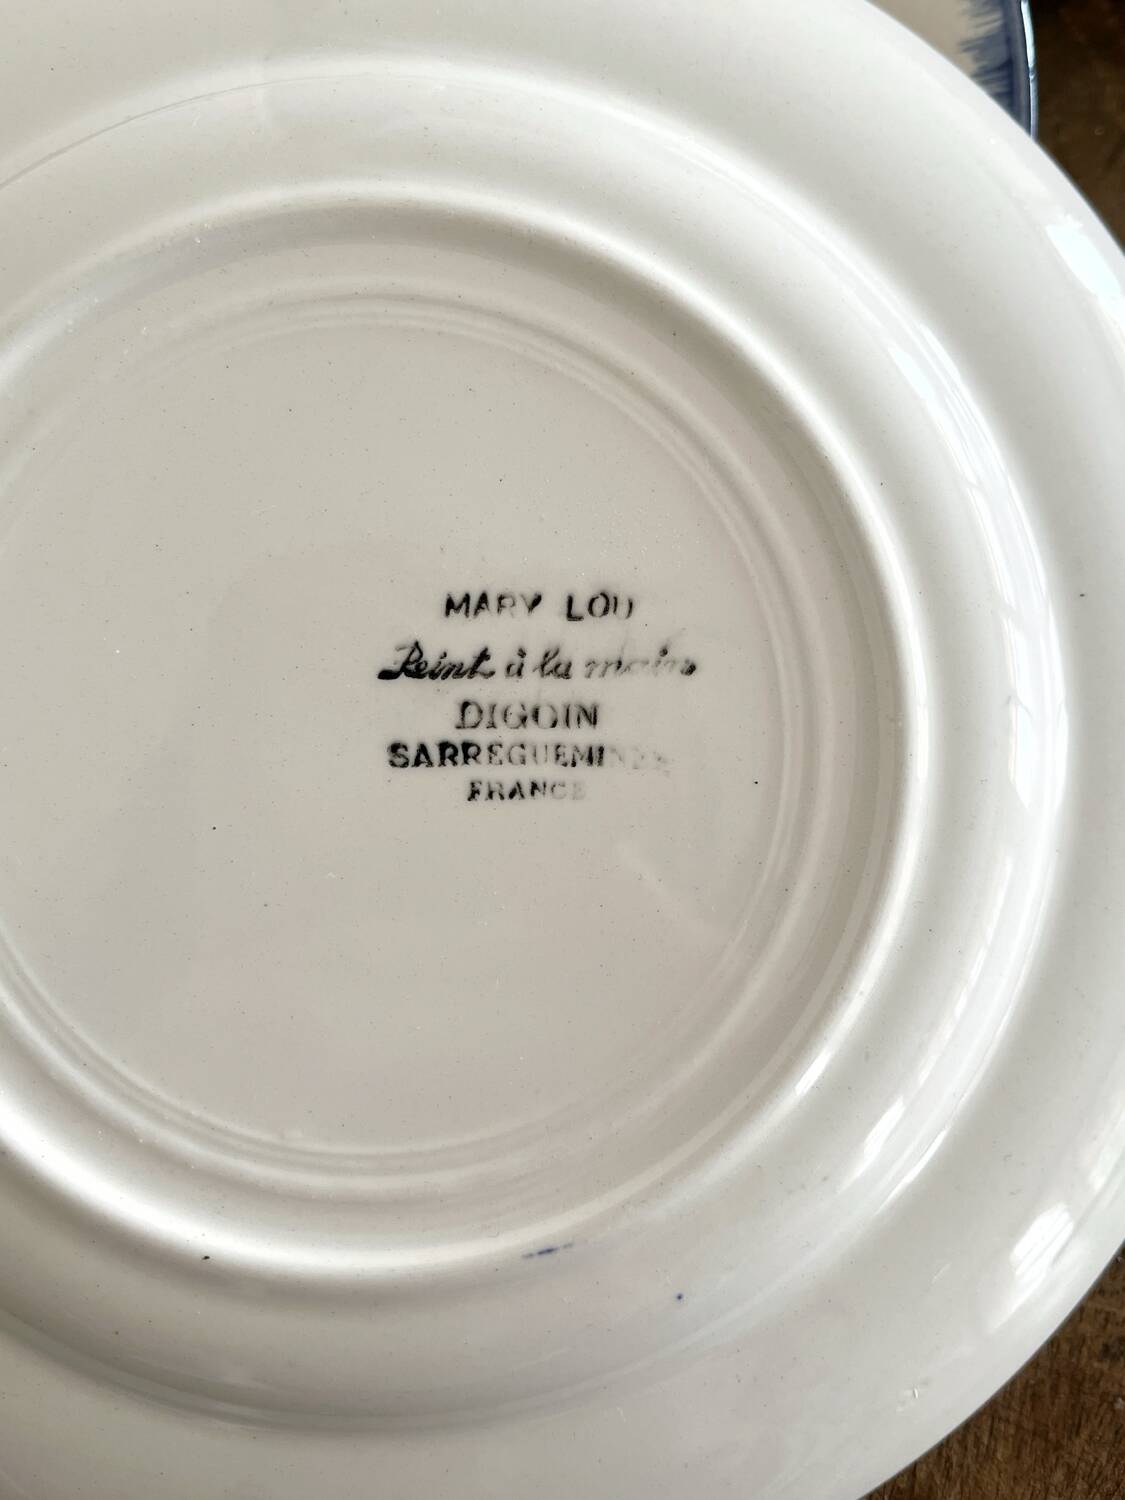 MARY LOU
Peint à la main
DIGOIN
SARREGUEMINES
FRANCE